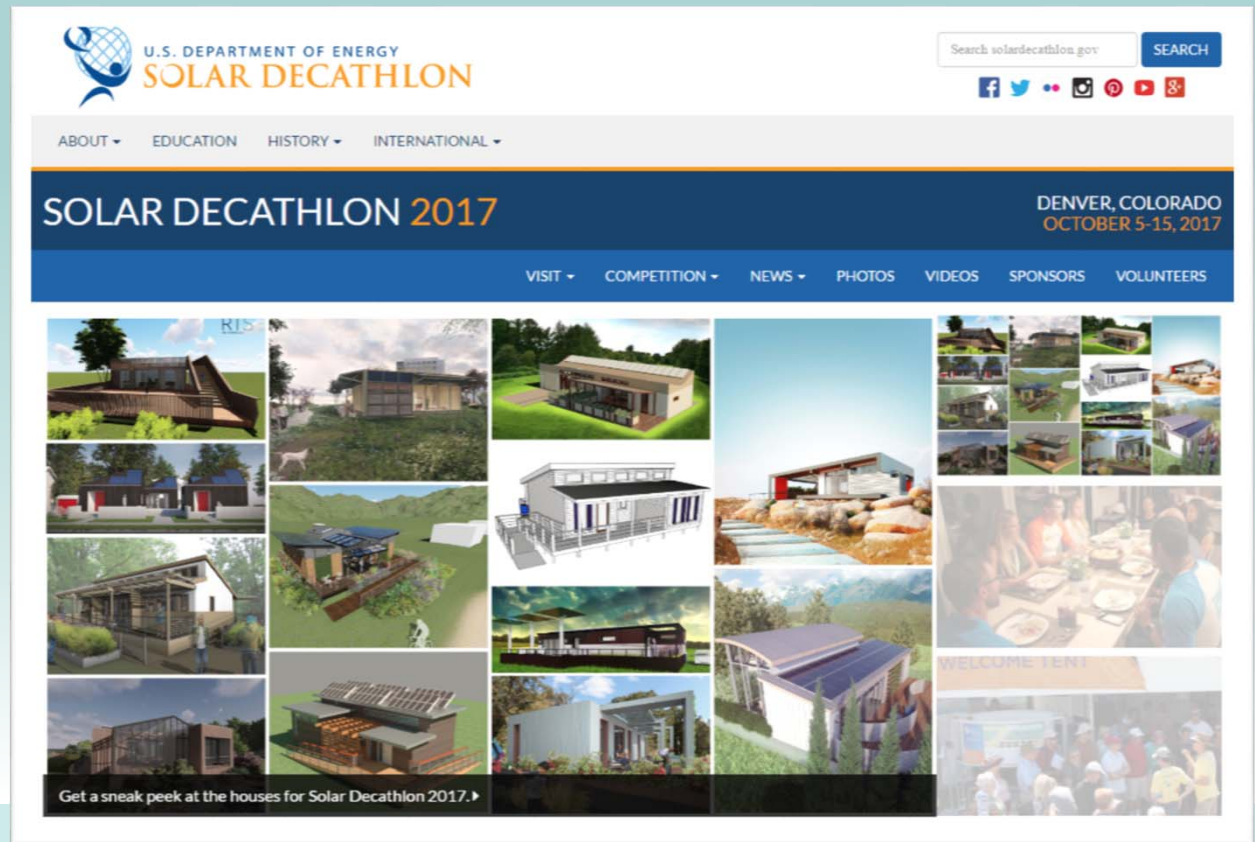 U.S. DEPARTMENT OF ENERGY
SOLAR DECATHLON
Search solardecathlon.gov
SEARCH
ABOUT
EDUCATION
HISTORY
INTERNATIONAL
SOLAR DECATHLON 2017
DENVER, COLORADO
OCTOBER 5-15, 2017
VISIT
COMPETITION
NEWS
PHOTOS
VIDEOS
SPONSORS
VOLUNTEERS
WELCOME TENT
Get a sneak peek at the houses for Solar Decathlon 2017.